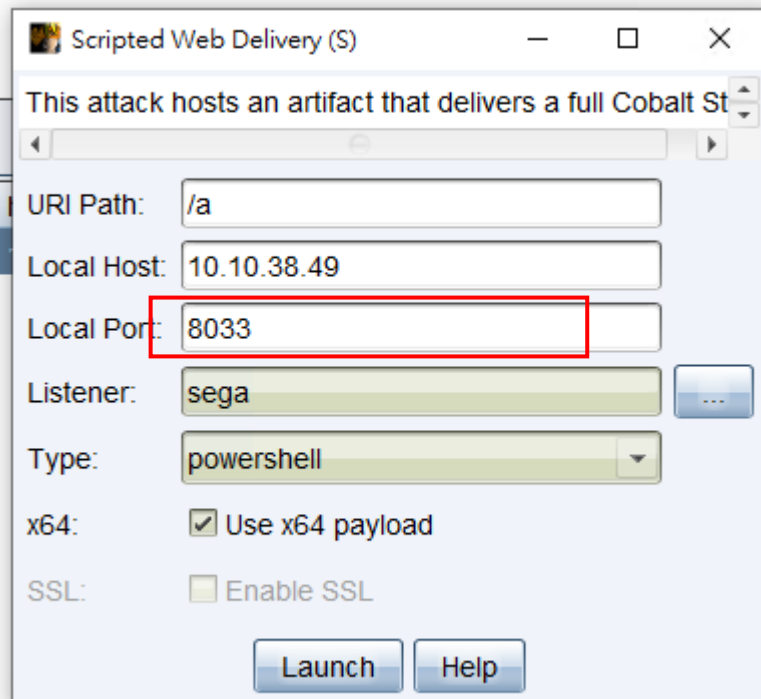 Scripted Web Delivery (S)
This attack hosts an artifact that delivers a full Cobalt St
URI Path: /a
Local Host: 10.10.38.49
Local Port: 8033
Listener: sega ...
Type: powershell
x64: Use x64 payload
SSL: Enable SSL
Launch Help